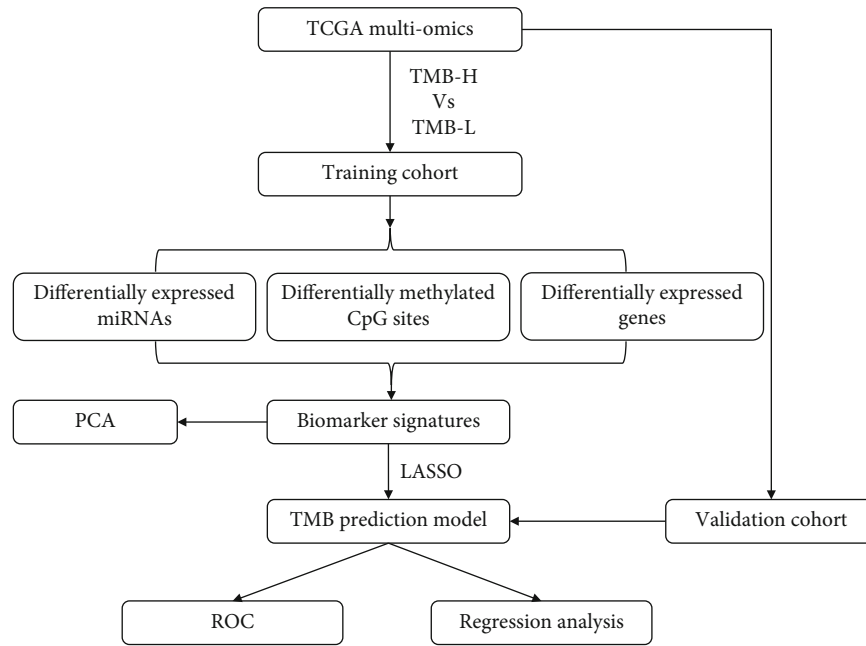 TCGA multi-omics
TMB-H
Vs
TMB-L
Training cohort
Differentially expressed
miRNAs
Differentially methylated
CpG sites
Differentially expressed
genes
PCA
Biomarker signatures
LASSO
TMB prediction model
Validation cohort
ROC
Regression analysis